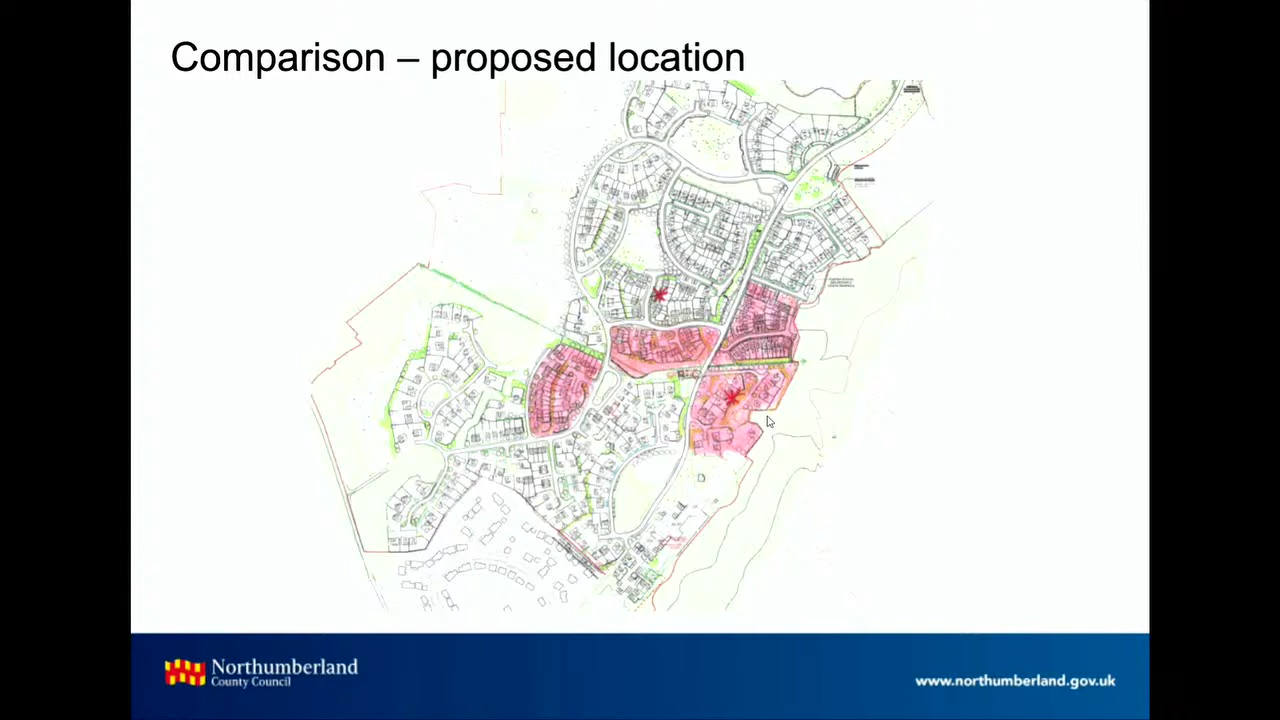 Comparison – proposed location
Northumberland
County Council
www.northumberland.gov.uk